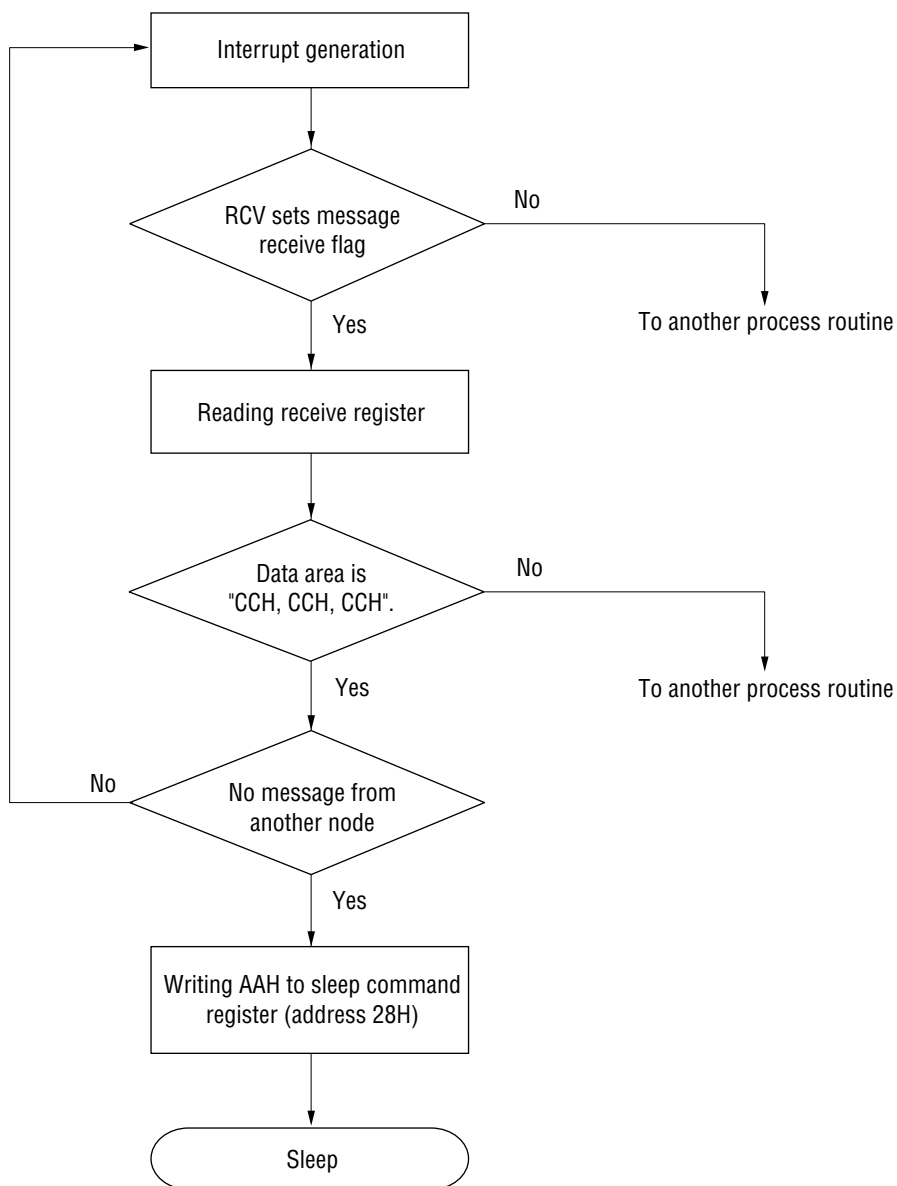 Interrupt generation
RCV sets message
receive flag
No
Yes
To another process routine
Reading receive register
Data area is
"CCH, CCH, CCH".
No
Yes
To another process routine
No
No message from
another node
Yes
Writing AAH to sleep command
register (address 28H)
Sleep